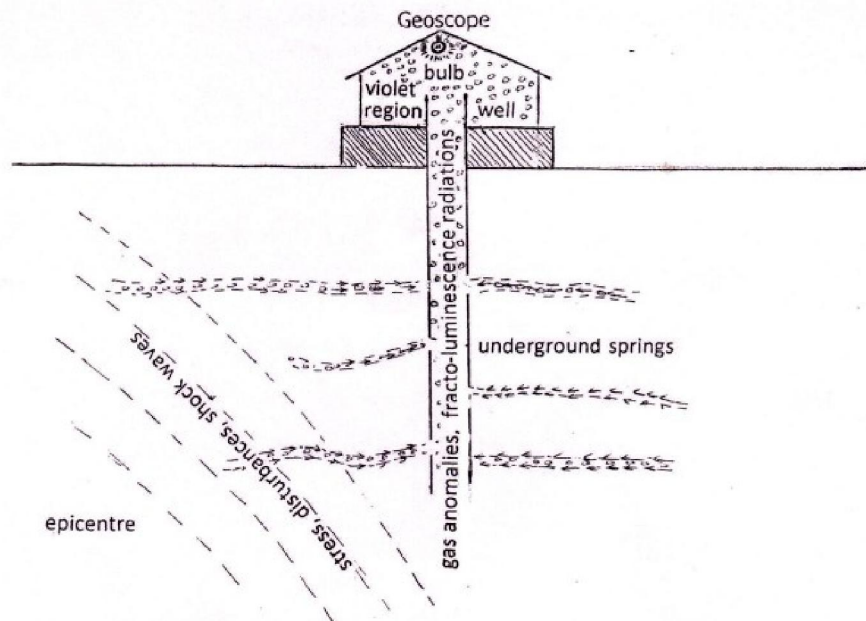 Geoscope
bulb
violet
region
well
gas anomalies, fracto-luminescence radiations
underground springs
stress, disturbances, shock waves
epicentre